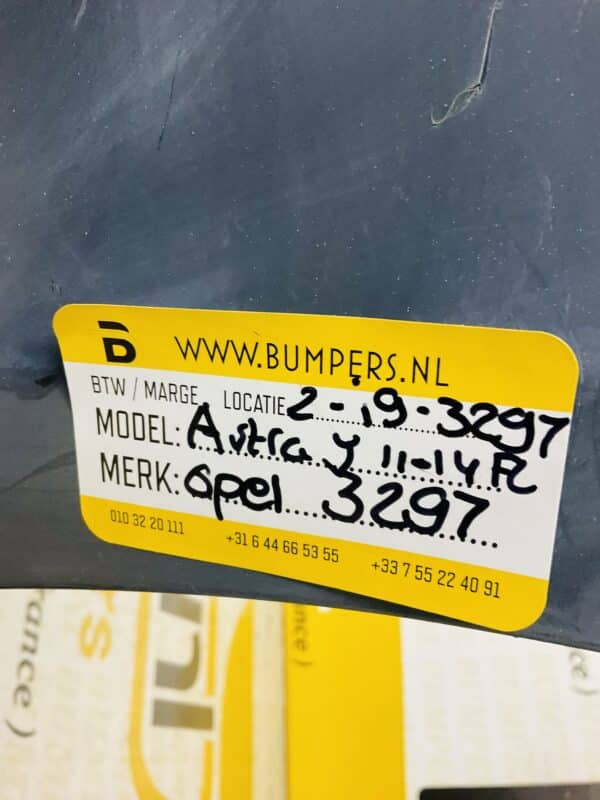 WWW.BUMPERS.NL
BTW / MARGE LOCATIE 2-19-3297
MODEL: Astra J 11-14 FL
MERK: opel 3297
010 32 20 111 +31 6 44 66 53 55 +33 7 55 22 40 91